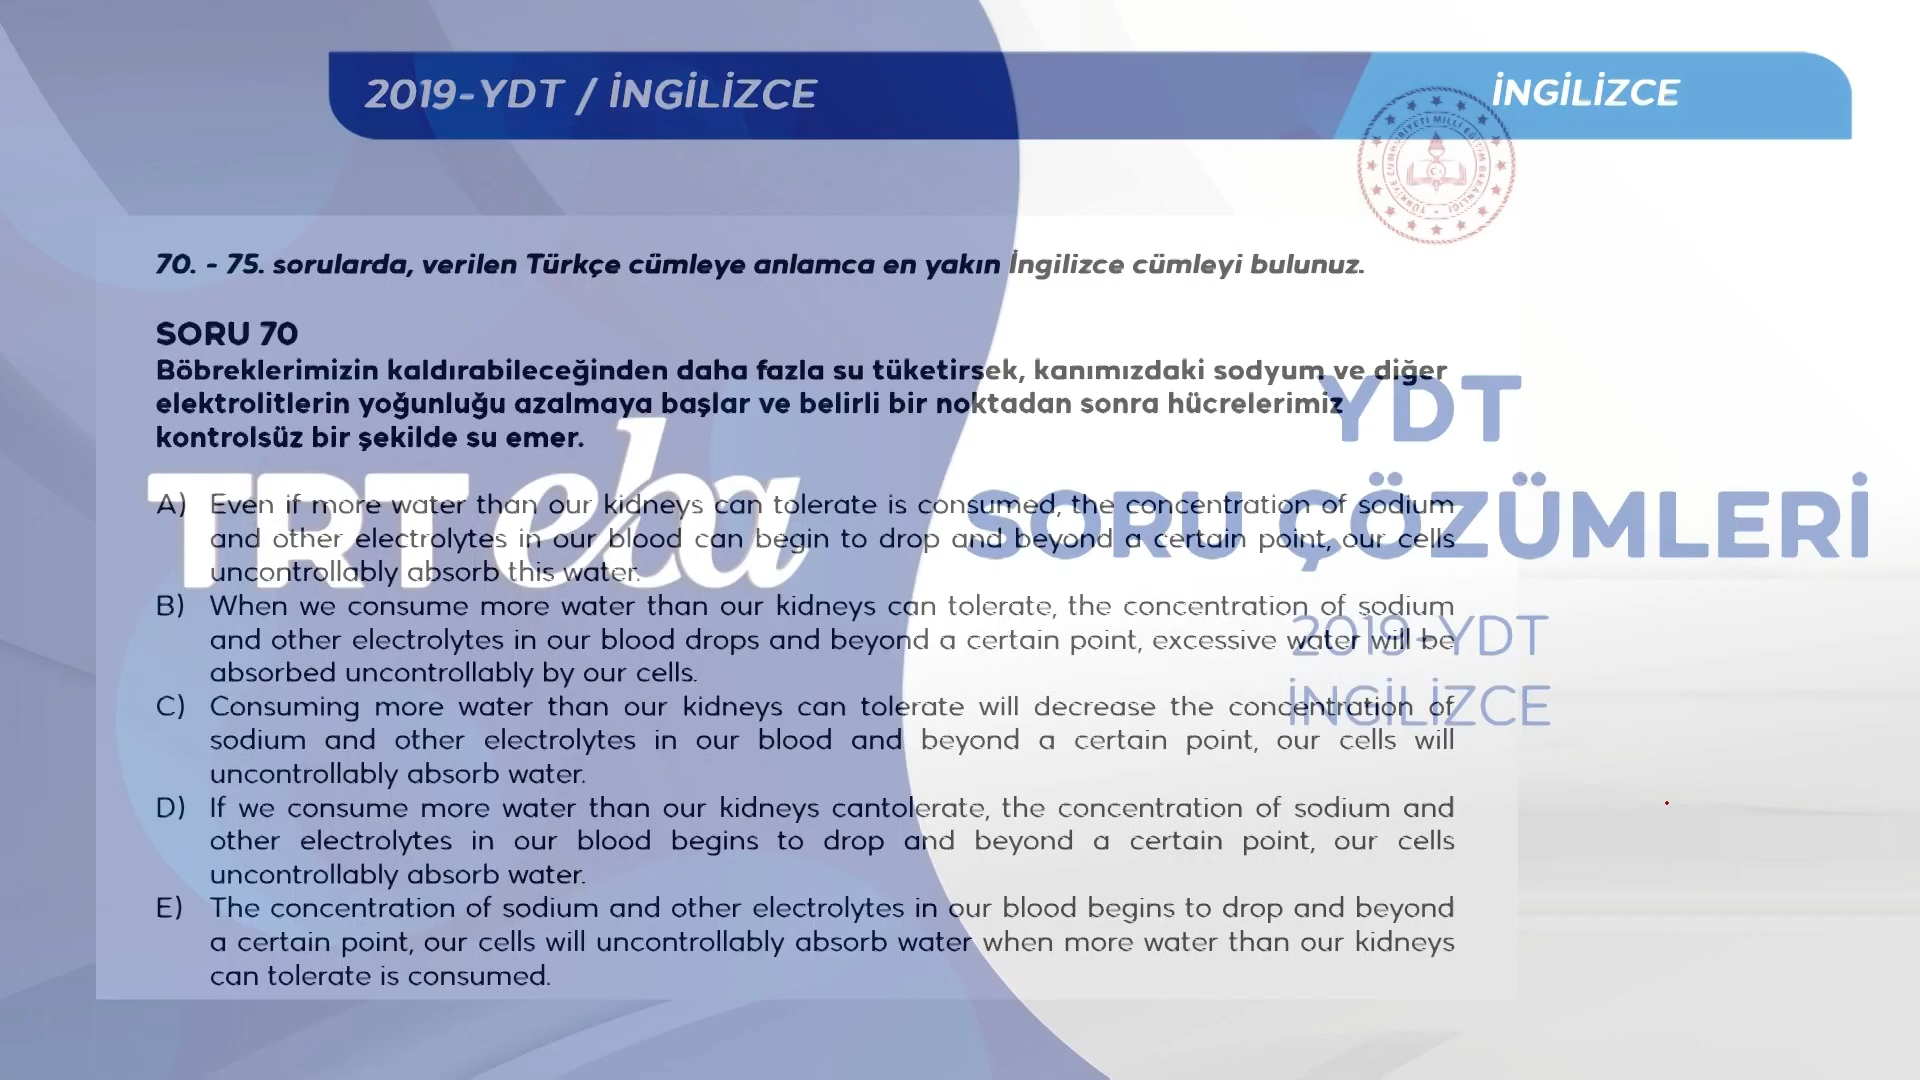 2019-YDT / İNGİLİZCE
İNGİLİZCE
70. - 75. sorularda, verilen Türkçe cümleye anlamca en yakın İngilizce cümleyi bulunuz.
SORU 70
Böbreklerimizin kaldırabileceğinden daha fazla su tüketirsek, kanımızdaki sodyum ve diğer
elektrolitlerin yoğunluğu azalmaya başlar ve belirli bir noktadan sonra hücrelerimiz
kontrolsüz bir şekilde su emer.
A) Even if more water than our kidneys can tolerate is consumed, the concentration of sodium
and other electrolytes in our blood can begin to drop and beyond a certain point, our cells
uncontrollably absorb this water.
B) When we consume more water than our kidneys can tolerate, the concentration of sodium
and other electrolytes in our blood drops and beyond a certain point, excessive water will be
absorbed uncontrollably by our cells.
C) Consuming more water than our kidneys can tolerate will decrease the concentration of
sodium and other electrolytes in our blood and beyond a certain point, our cells will
uncontrollably absorb water.
D) If we consume more water than our kidneys cantolerate, the concentration of sodium and
other electrolytes in our blood begins to drop and beyond a certain point, our cells
uncontrollably absorb water.
E) The concentration of sodium and other electrolytes in our blood begins to drop and beyond
a certain point, our cells will uncontrollably absorb water when more water than our kidneys
can tolerate is consumed.
TRT eba
YDT
SORU ÇÖZÜMLERİ
2019-YDT
İNGİLİZCE